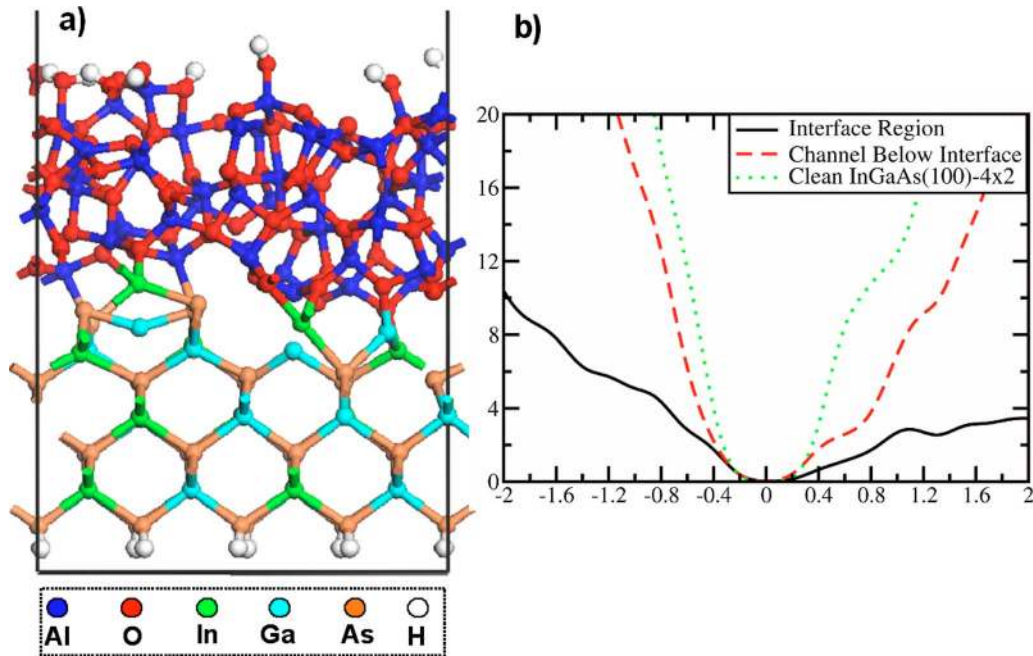 a)
b)
Al O In Ga As H
20
16
12
8
4
0
-2 -1.6 -1.2 -0.8 -0.4 0 0.4 0.8 1.2 1.6 2
Interface Region
Channel Below Interface
Clean InGaAs(100)-4x2